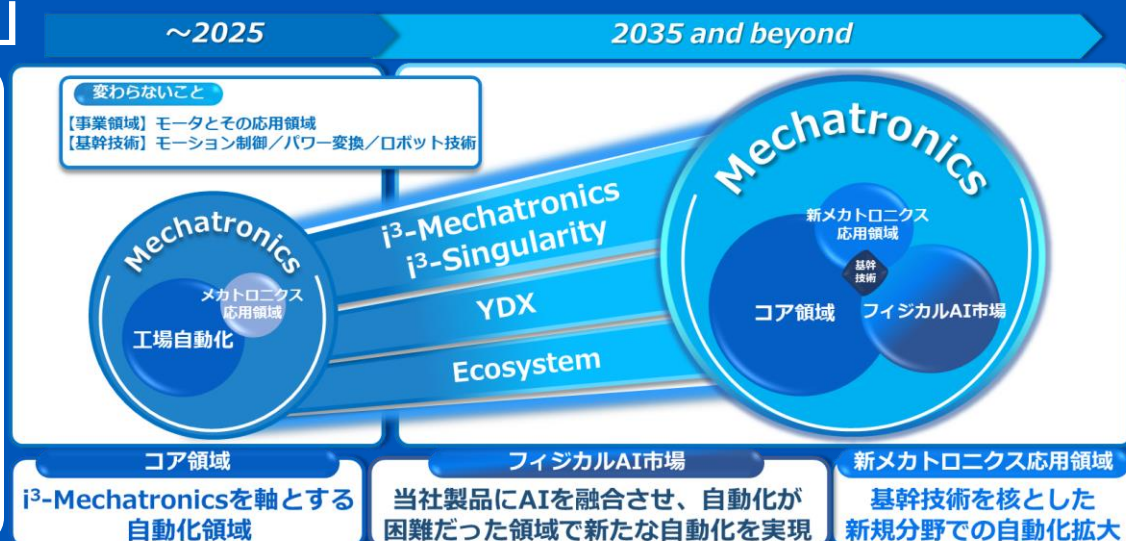 ～2025
2035 and beyond
変わらないこと
【事業領域】モータとその応用領域
【基幹技術】モーション制御／パワー変換／ロボット技術
Mechatronics
メカトロニクス
応用領域
工場自動化
i³-Mechatronics
i³-Singularity
YDX
Ecosystem
Mechatronics
新メカトロニクス
応用領域
基幹
技術
コア領域
フィジカルAI市場
コア領域
i³-Mechatronicsを軸とする
自動化領域
フィジカルAI市場
当社製品にAIを融合させ、自動化が
困難だった領域で新たな自動化を実現
新メカトロニクス応用領域
基幹技術を核とした
新規分野での自動化拡大